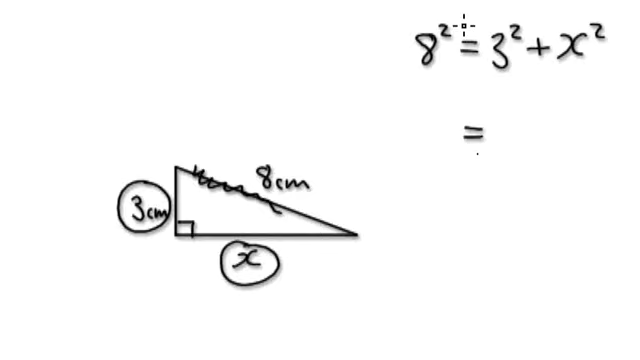 8² = 3² + x²
=
8cm
3cm
x